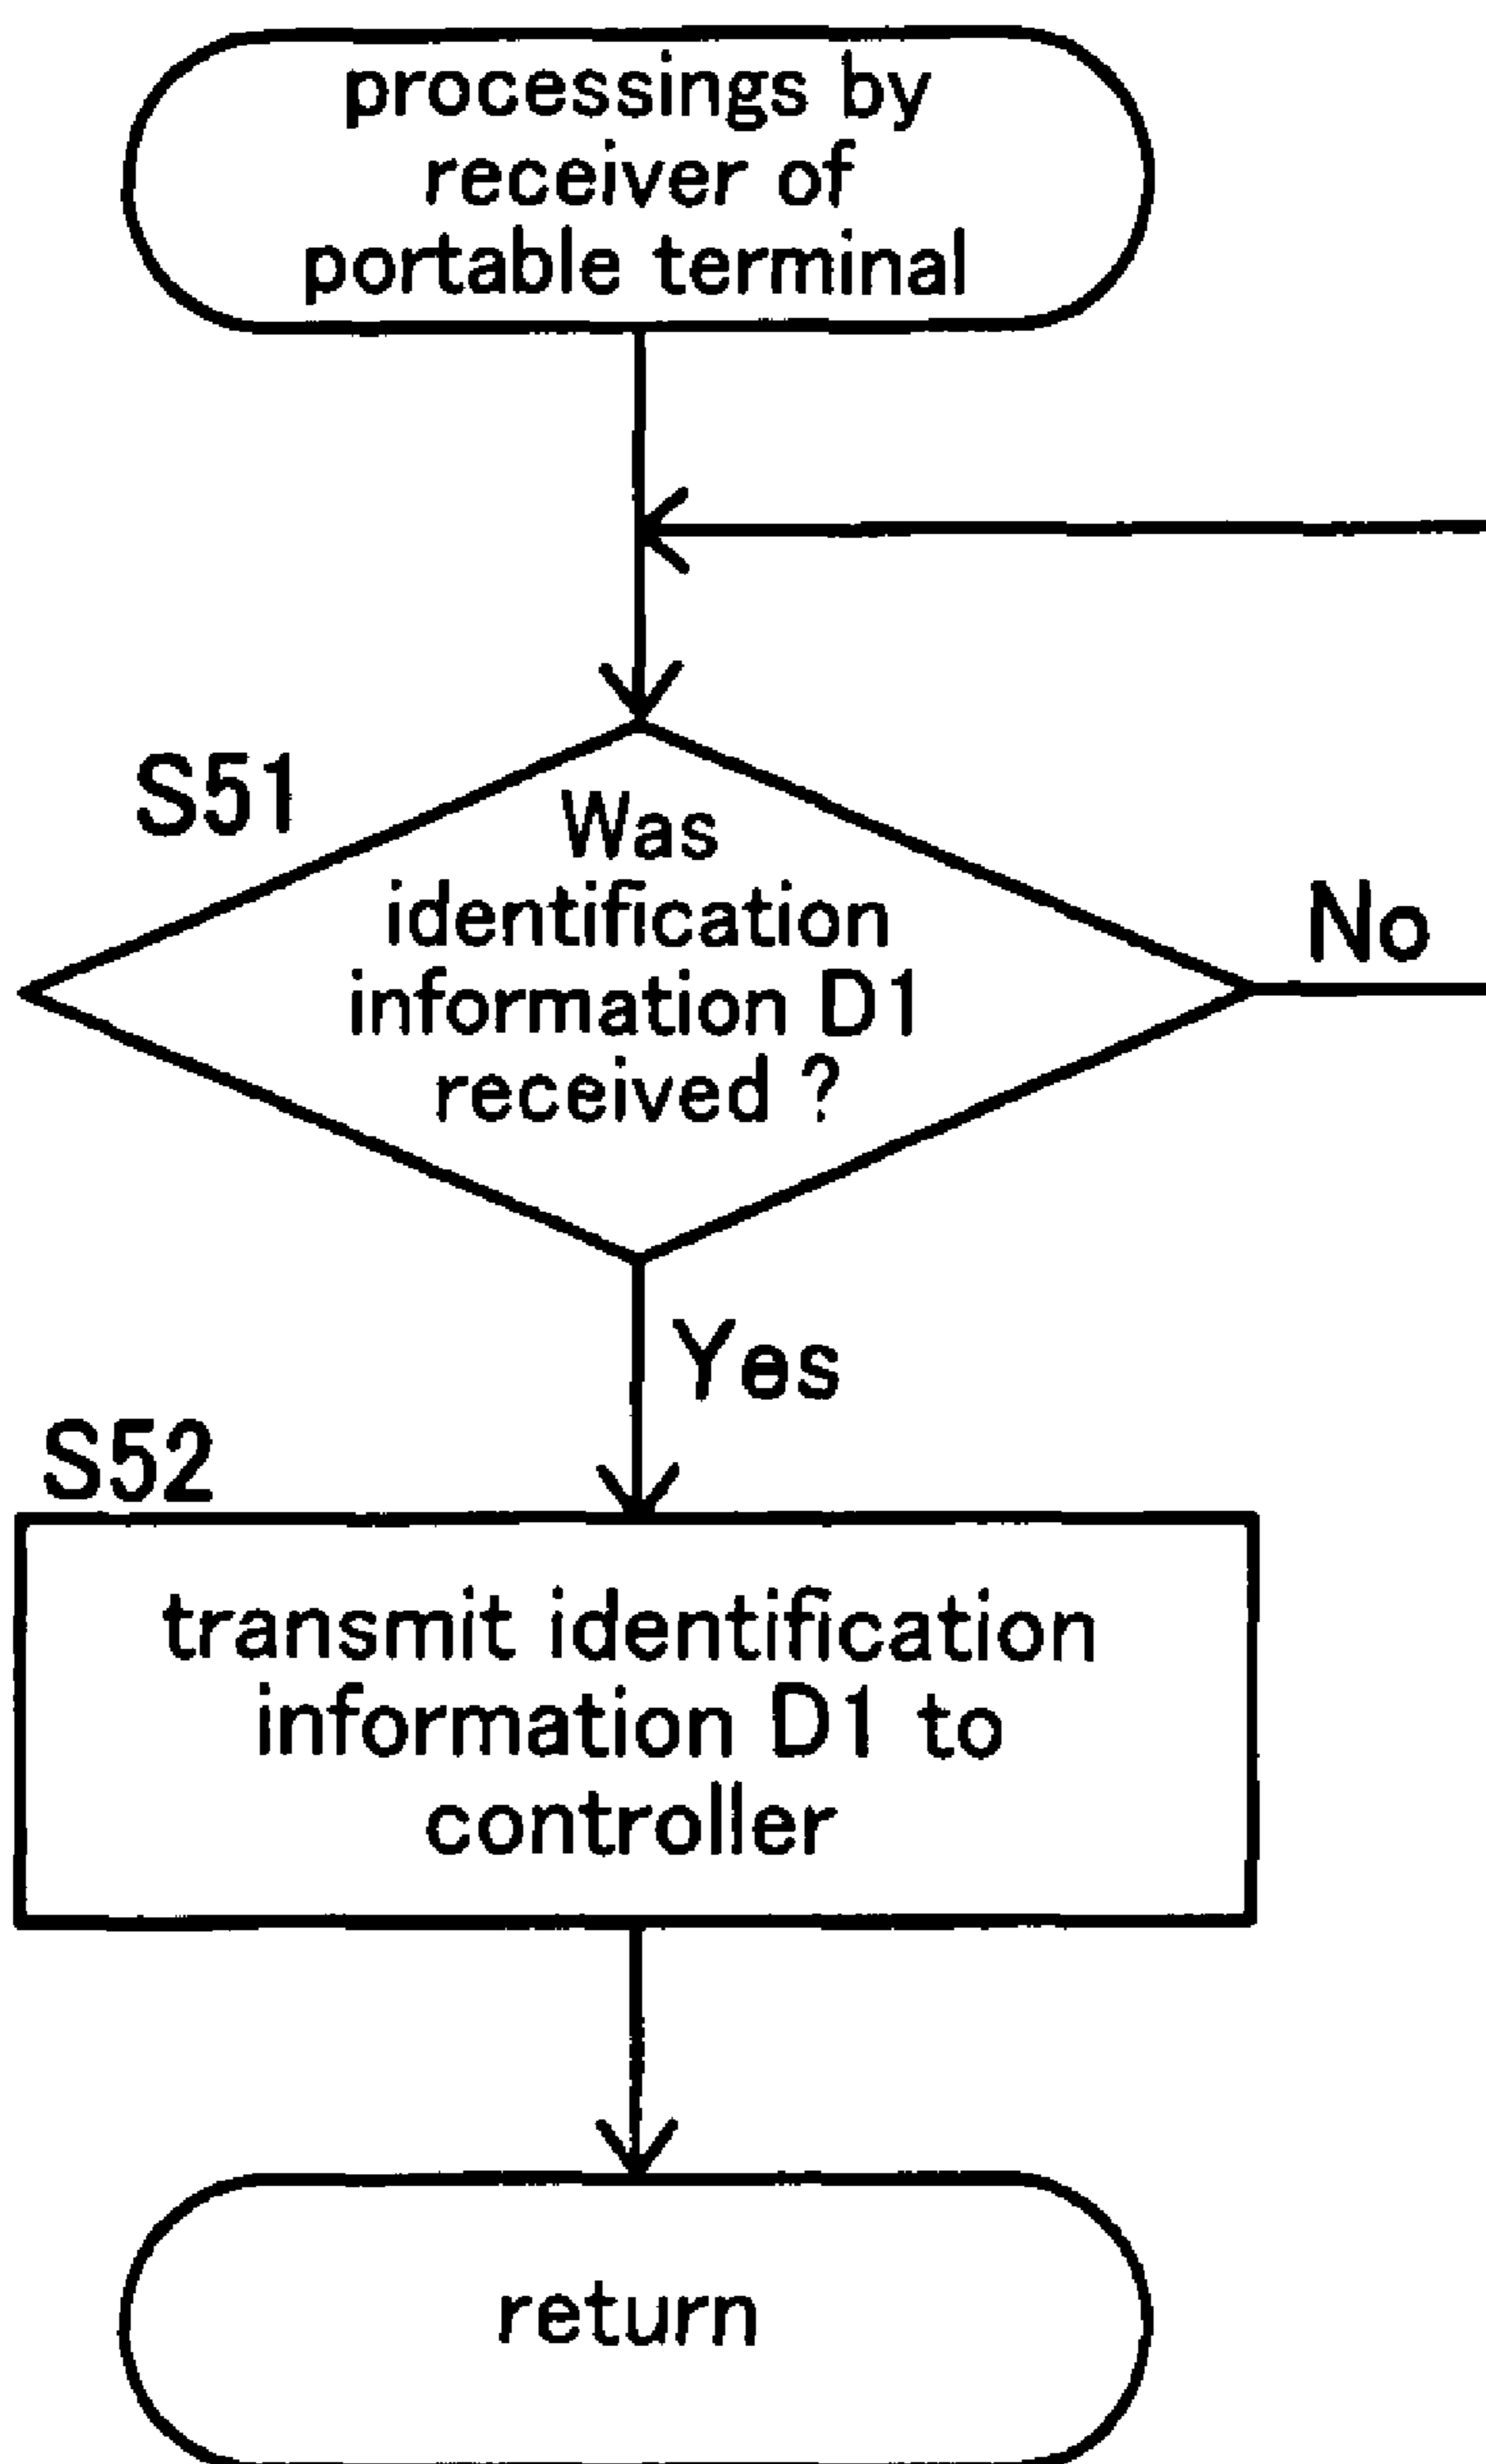 processings by
receiver of
portable terminal
S51
Was
identification
information D1
received ?
No
Yes
S52
transmit identification
information D1 to
controller
return